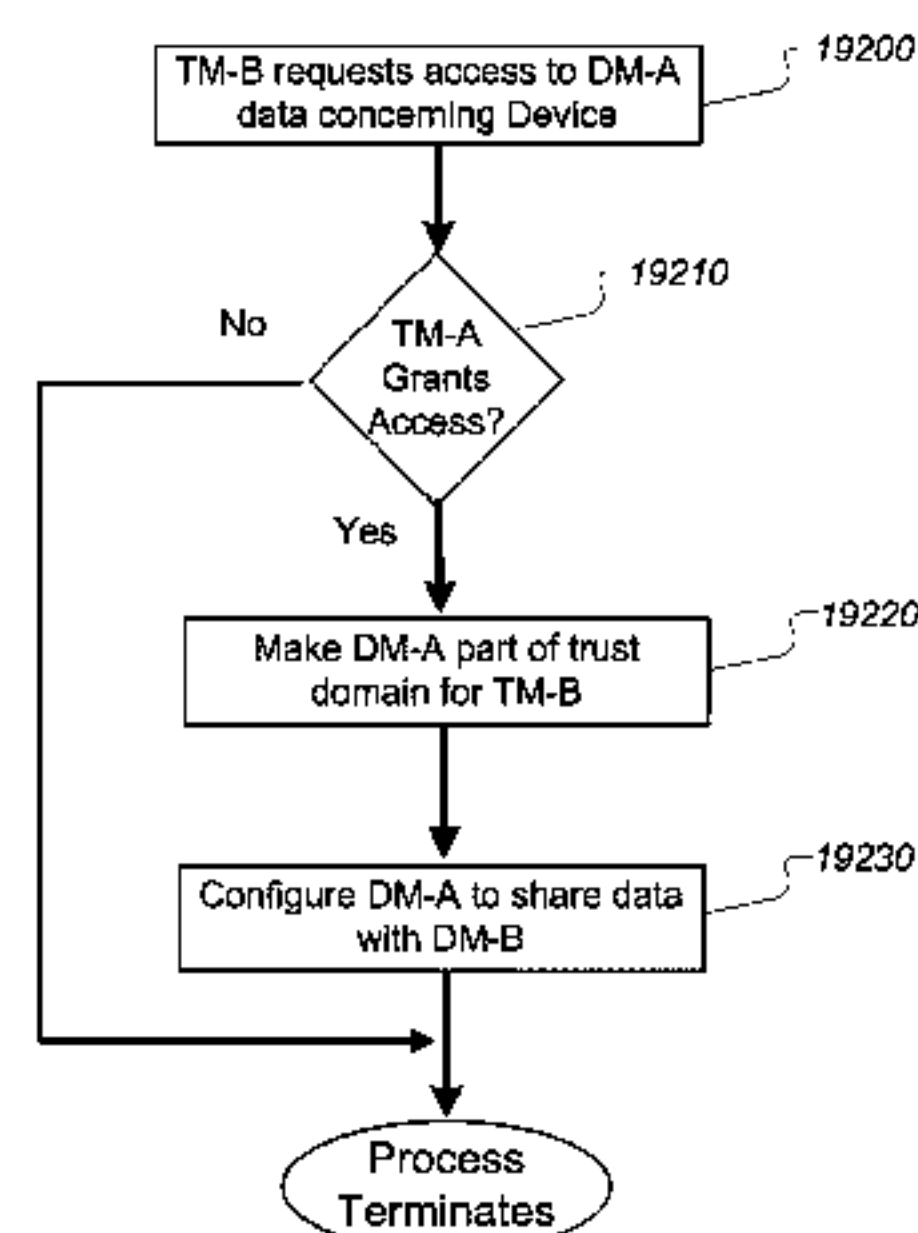 TM-B requests access to DM-A
data concerning Device
19200
19210
No
TM-A
Grants
Access?
Yes
19220
Make DM-A part of trust
domain for TM-B
19230
Configure DM-A to share data
with DM-B
Process
Terminates